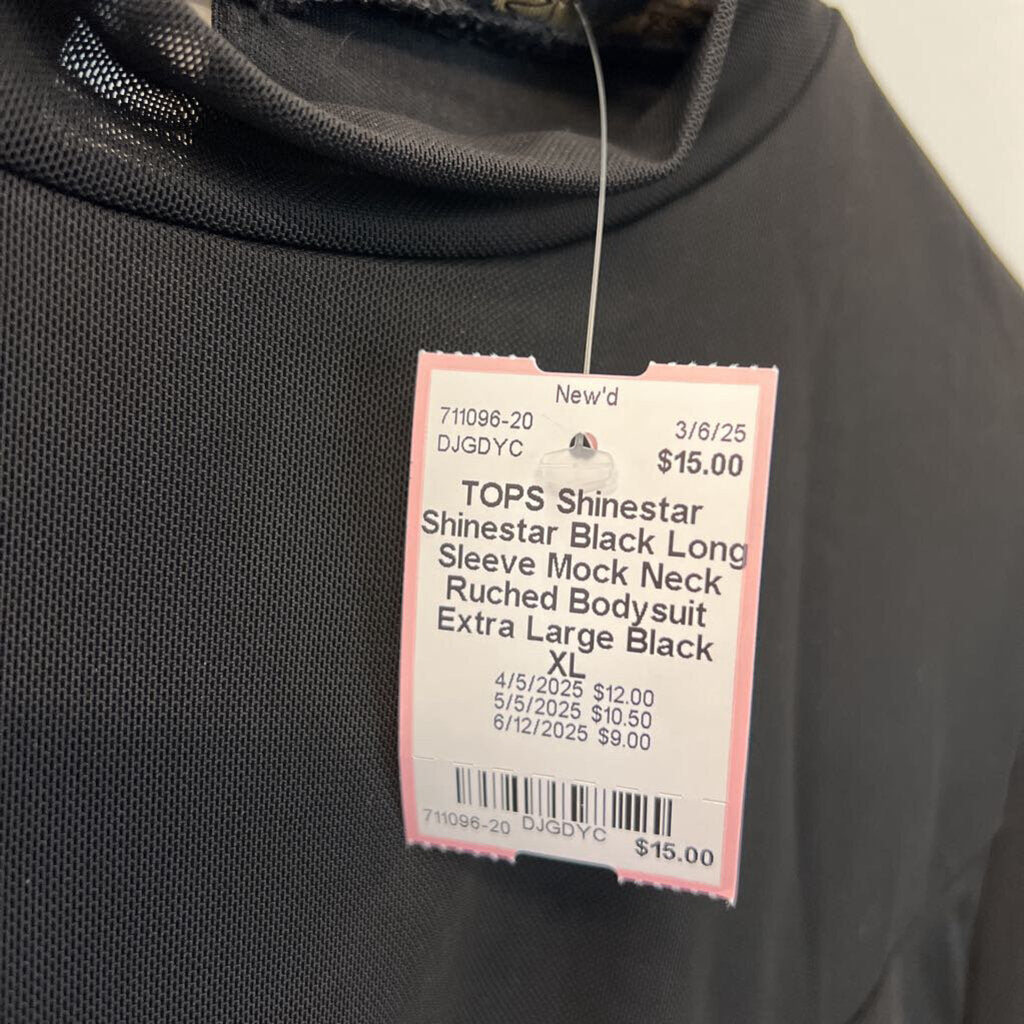 New'd
711096-20 3/6/25
DJGDYC $15.00
TOPS Shinestar
Shinestar Black Long
Sleeve Mock Neck
Ruched Bodysuit
Extra Large Black
XL
4/5/2025 $12.00
5/5/2025 $10.50
6/12/2025 $9.00
711096-20 DJGDYC $15.00